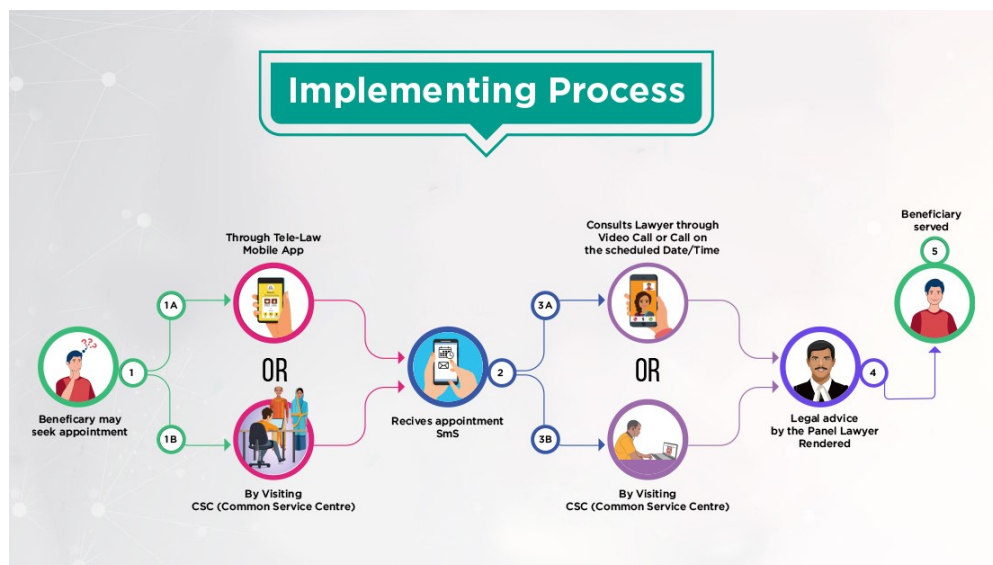 Implementing Process
Beneficary may
seek appointment
1
1A
1B
Through Tele-Law
Mobile App
OR
By Visiting
CSC (Common Service Centre)
Recives appointment
SmS
2
3A
3B
Consults Lawyer through
Video Call or Call on
the scheduled Date/Time
OR
By Visiting
CSC (Common Service Centre)
Legal advice
by the Panel Lawyer
Rendered
4
Beneficiary
served
5
???